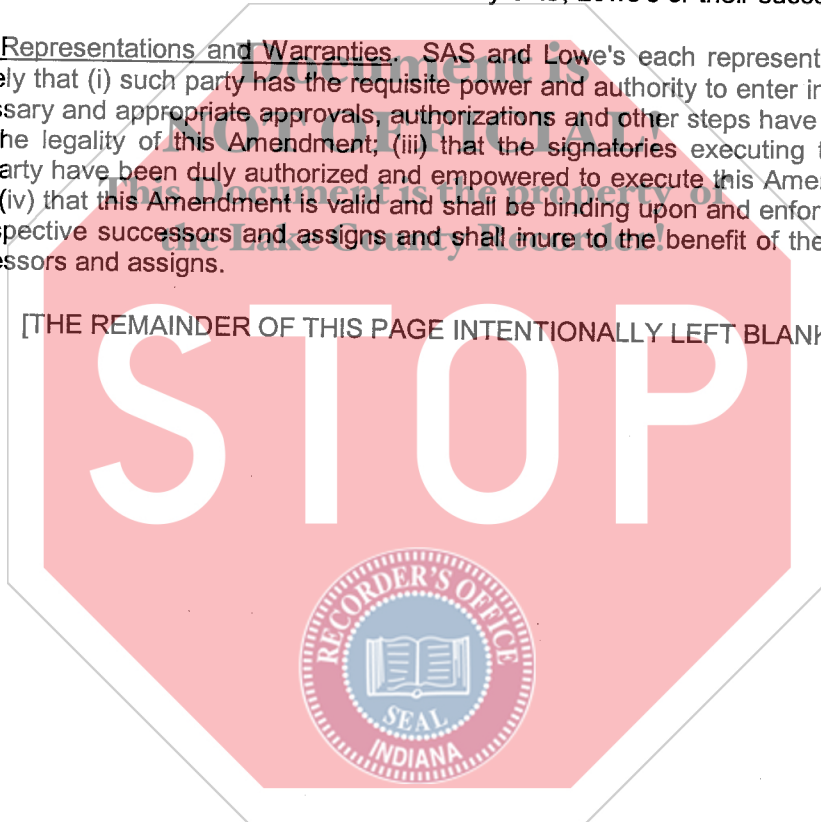 Representations and Warranties. SAS and Lowe's each represent
ely that (i) such party has the requisite power and authority to enter in
ssary and appropriate approvals, authorizations and other steps have
he legality of this Amendment; (iii) that the signatories executing t
arty have been duly authorized and empowered to execute this Ame
(iv) that this Amendment is valid and shall be binding upon and enfor
spective successors and assigns and shall inure to the benefit of the
essors and assigns.
[THE REMAINDER OF THIS PAGE INTENTIONALLY LEFT BLANK
Document is
NOT OFFICIAL!
This Document is the property of
the Lake County Recorder!
STOP
RECORDER'S OFFICE
SEAL
INDIANA